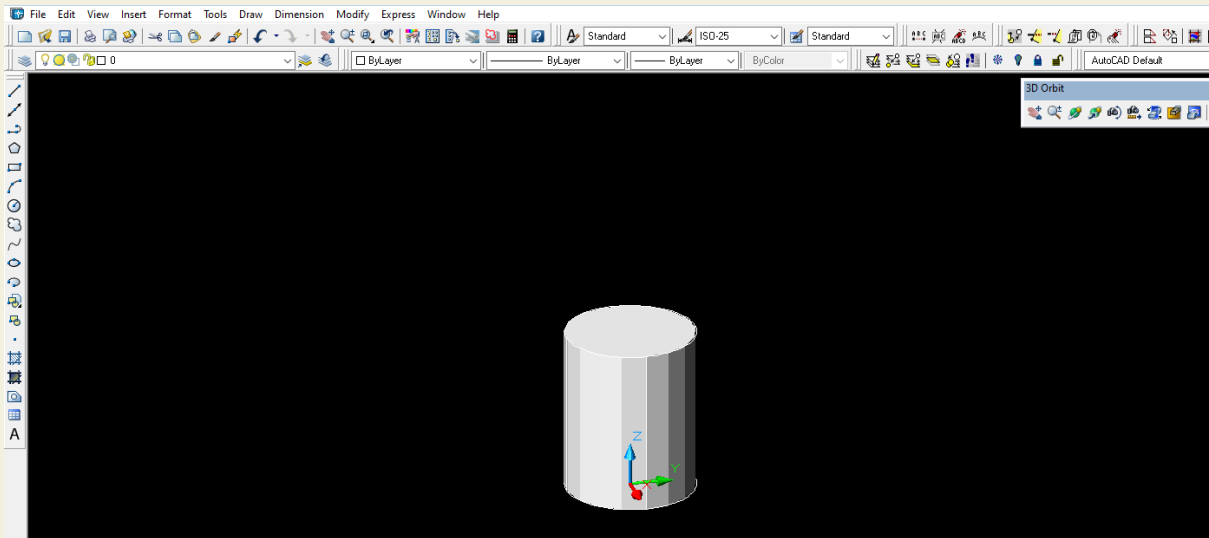 File Edit View Insert Format Tools Draw Dimension Modify Express Window Help
Standard ISO-25 Standard
0 ByLayer ByLayer ByLayer ByColor AutoCAD Default
3D Orbit
A
Z
Y
X